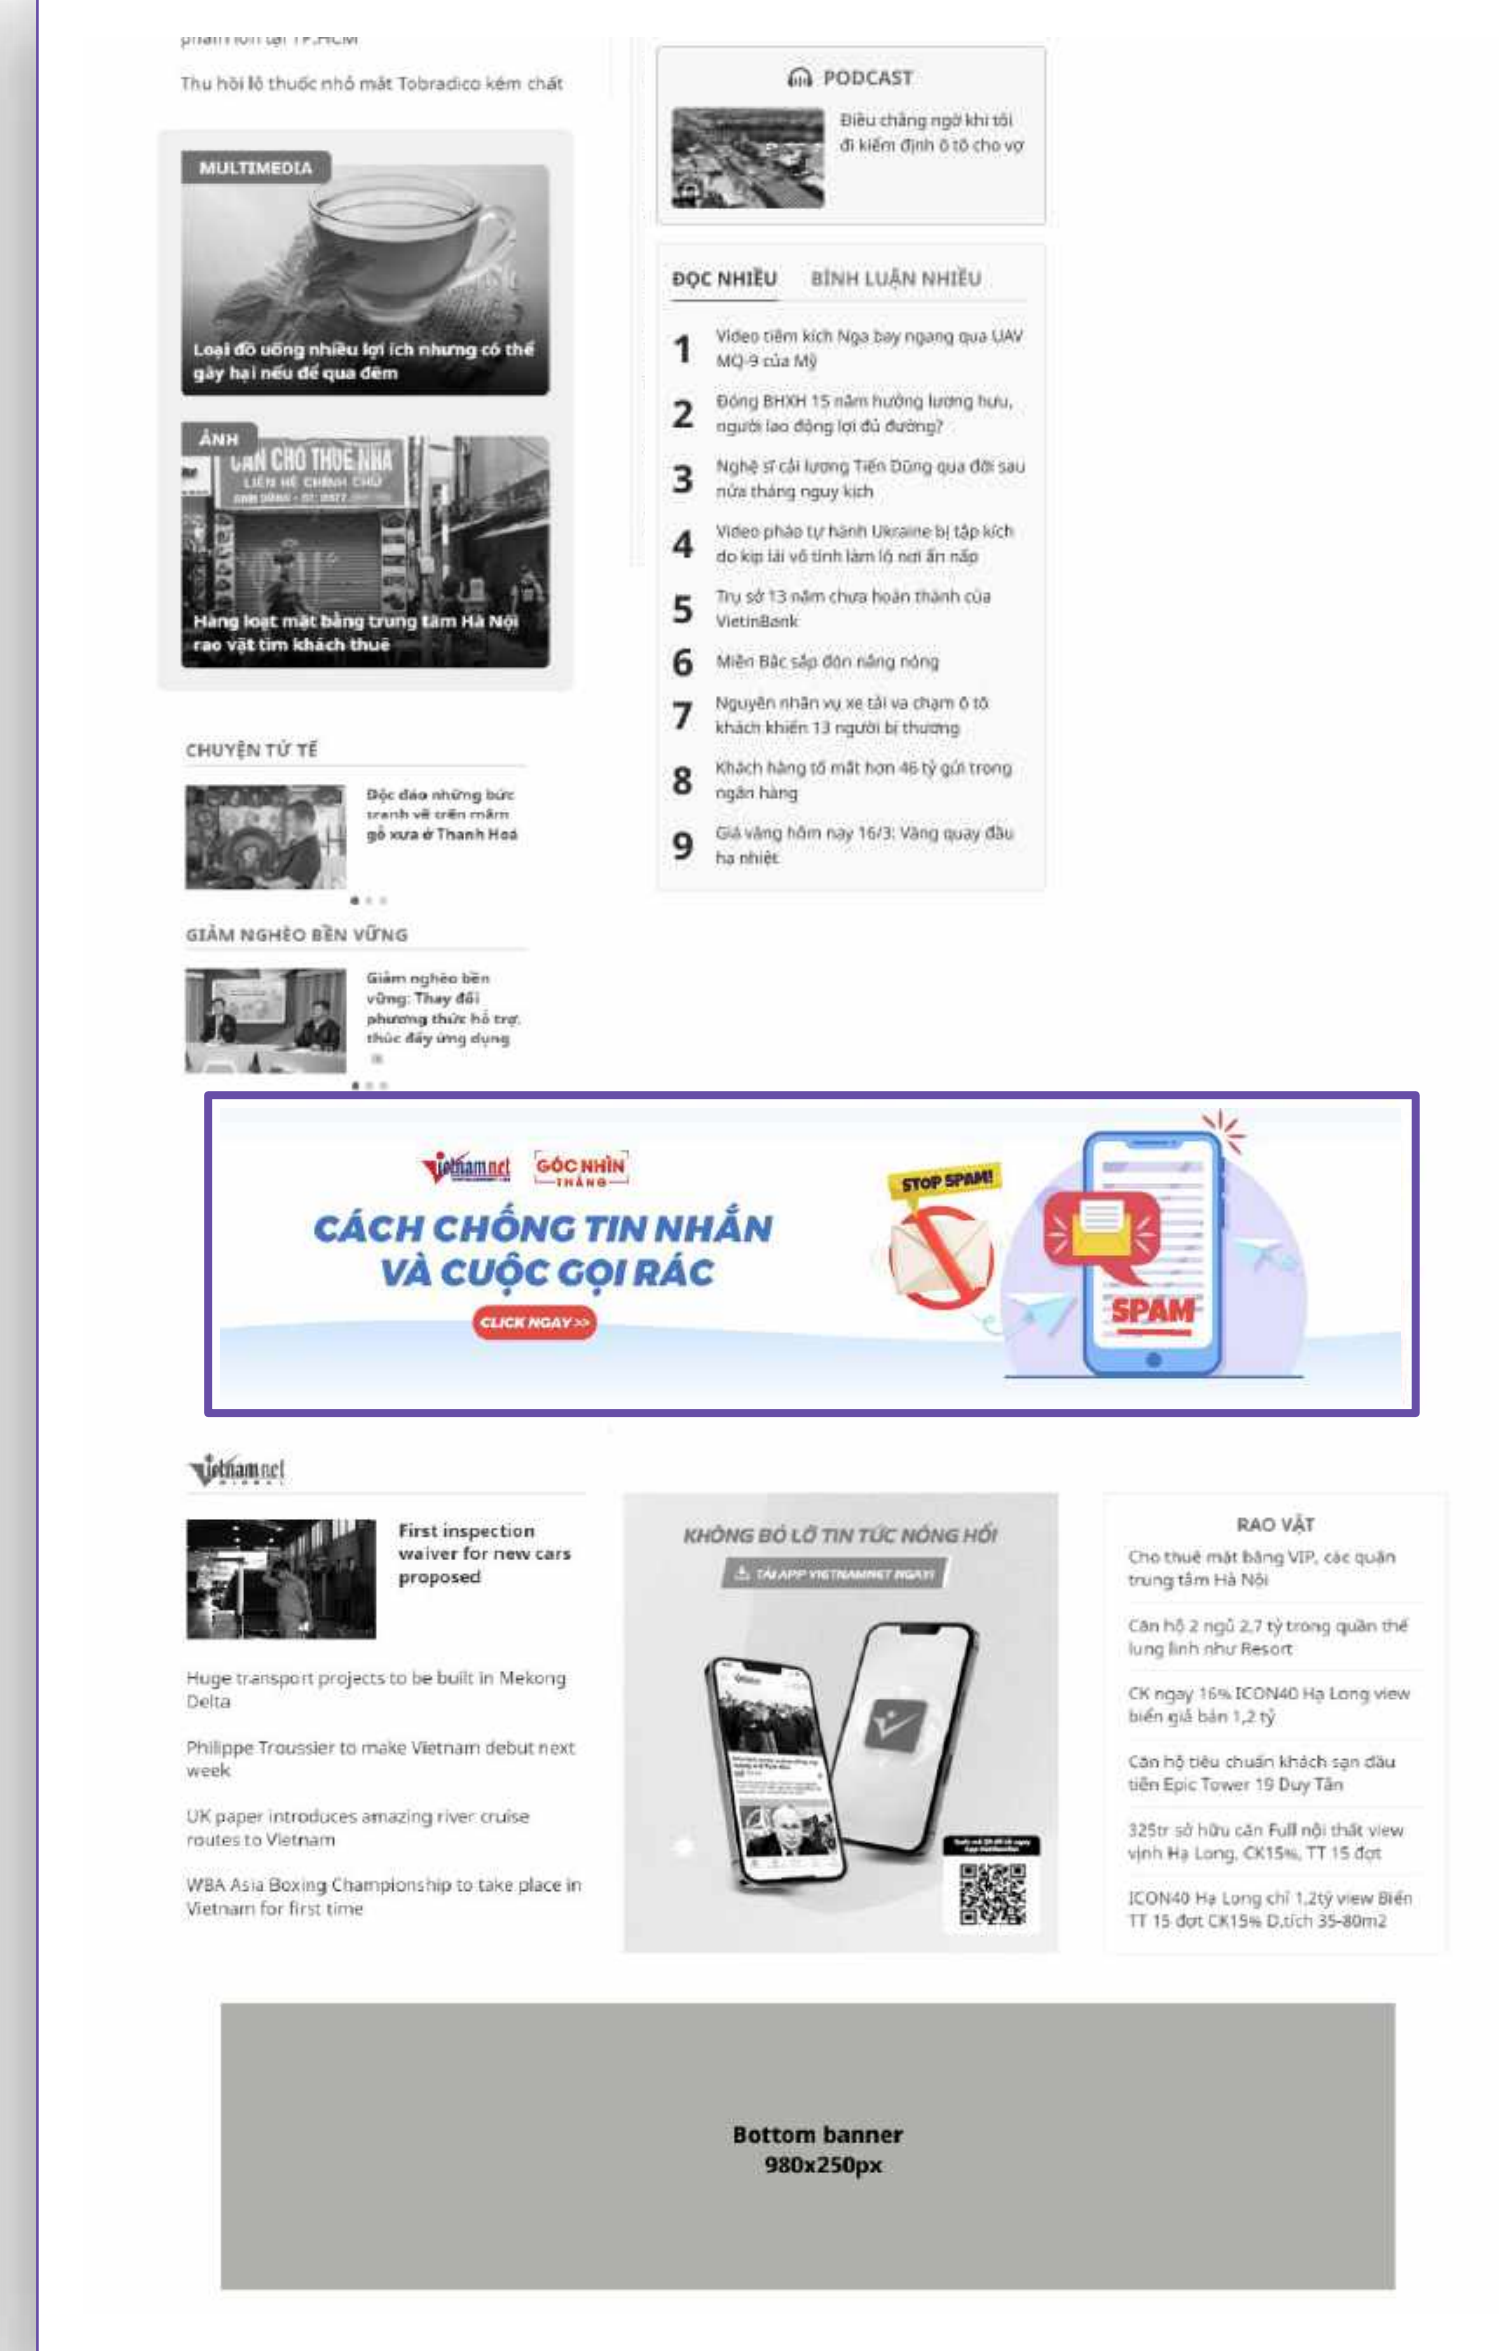 Thu hồi lô thuốc nhỏ mắt Tobradico kém chất
MULTIMEDIA
Loại đồ uống nhiều lợi ích nhưng có thể
gây hại nếu để qua đêm
ẢNH
CẦN CHO THUÊ NHÀ
LIÊN HỆ CHÍNH CHỦ
Hàng loạt mặt bằng trung tâm Hà Nội
rao vặt tìm khách thuê
CHUYỆN TỬ TẾ
Độc đáo những bức
tranh vẽ trên mâm
gỗ xưa ở Thanh Hoá
GIẢM NGHÈO BỀN VỮNG
Giảm nghèo bền
vững: Thay đổi
phương thức hỗ trợ,
thúc đẩy ứng dụng
PODCAST
Điều chẳng ngờ khi tôi
đi kiểm định ô tô cho vợ
ĐỌC NHIỀU
BÌNH LUẬN NHIỀU
1 Video tiêm kích Nga bay ngang qua UAV
MQ-9 của Mỹ
2 Đóng BHXH 15 năm hưởng lương hưu,
người lao động lợi đủ đường?
3 Nghệ sĩ cải lương Tiến Dũng qua đời sau
nửa tháng nguy kịch
4 Video pháo tự hành Ukraine bị tập kích
do kíp lái vô tình làm lộ nơi ẩn nấp
5 Trụ sở 13 năm chưa hoàn thành của
VietinBank
6 Miền Bắc sắp đón nắng nóng
7 Nguyên nhân vụ xe tải va chạm ô tô
khách khiến 13 người bị thương
8 Khách hàng tố mất hơn 46 tỷ gửi trong
ngân hàng
9 Giá vàng hôm nay 16/3: Vàng quay đầu
hạ nhiệt
Vietnamnet
GÓC NHÌN
THẲNG
CÁCH CHỐNG TIN NHẮN
VÀ CUỘC GỌI RÁC
CLICK NGAY >>
STOP SPAM!
SPAM
Vietnamnet
GLOBAL
First inspection
waiver for new cars
proposed
Huge transport projects to be built in Mekong
Delta
Philippe Troussier to make Vietnam debut next
week
UK paper introduces amazing river cruise
routes to Vietnam
WBA Asia Boxing Championship to take place in
Vietnam for first time
KHÔNG BỎ LỠ TIN TỨC NÓNG HỔI
TẢI APP VIETNAMNET NGAY!
RAO VẶT
Cho thuê mặt bằng VIP, các quận
trung tâm Hà Nội
Căn hộ 2 ngủ 2,7 tỷ trong quần thể
lung linh như Resort
CK ngay 16% ICON40 Hạ Long view
biển giá bán 1,2 tỷ
Căn hộ tiêu chuẩn khách sạn đầu
tiên Epic Tower 19 Duy Tân
325tr sở hữu căn Full nội thất view
vịnh Hạ Long, CK15%, TT 15 đợt
ICON40 Hạ Long chỉ 1,2tỷ view Biển
TT 15 đợt CK15% D.tích 35-80m2
Bottom banner
980x250px